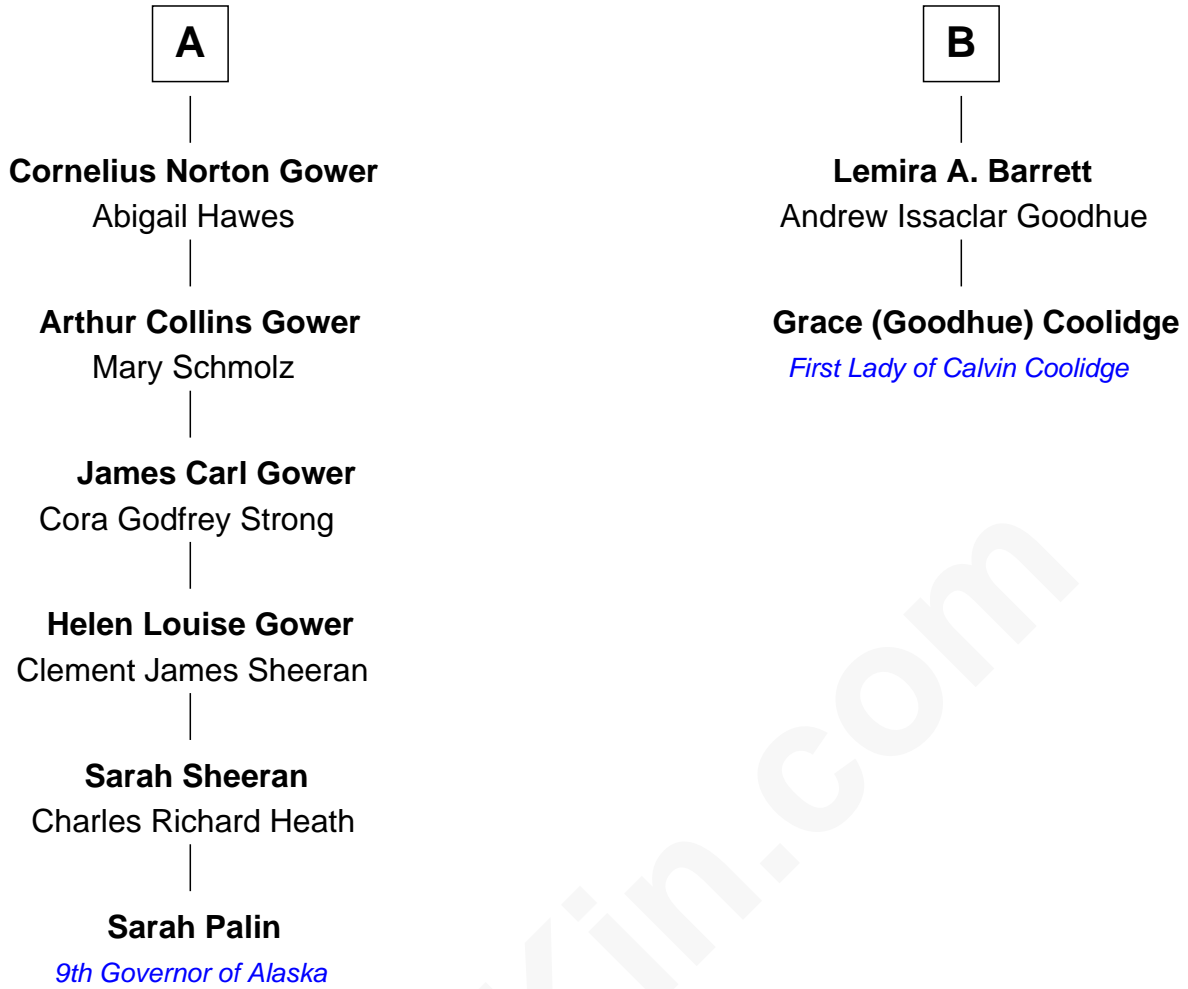 A
Cornelius Norton Gower
Abigail Hawes
Arthur Collins Gower
Mary Schmolz
James Carl Gower
Cora Godfrey Strong
Helen Louise Gower
Clement James Sheeran
Sarah Sheeran
Charles Richard Heath
Sarah Palin
9th Governor of Alaska
B
Lemira A. Barrett
Andrew Issaclar Goodhue
Grace (Goodhue) Coolidge
First Lady of Calvin Coolidge
Kin.com